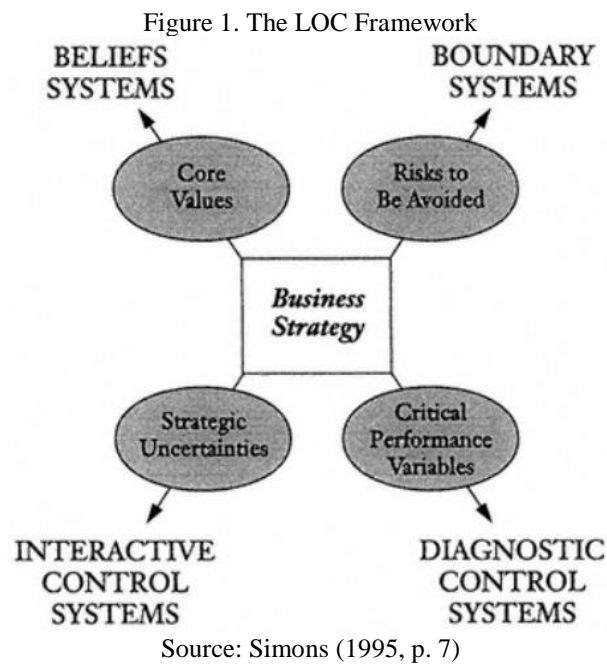 Figure 1. The LOC Framework
BELIEFS
SYSTEMS
BOUNDARY
SYSTEMS
Core
Values
Risks to
Be Avoided
Business
Strategy
Strategic
Uncertainties
Critical
Performance
Variables
INTERACTIVE
CONTROL
SYSTEMS
DIAGNOSTIC
CONTROL
SYSTEMS
Source: Simons (1995, p. 7)